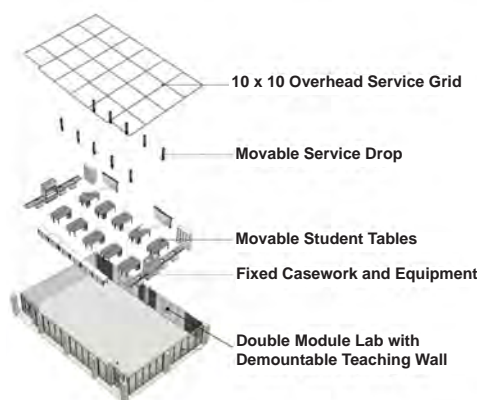 10 x 10 Overhead Service Grid
Movable Service Drop
Movable Student Tables
Fixed Casework and Equipment
Double Module Lab with
Demountable Teaching Wall